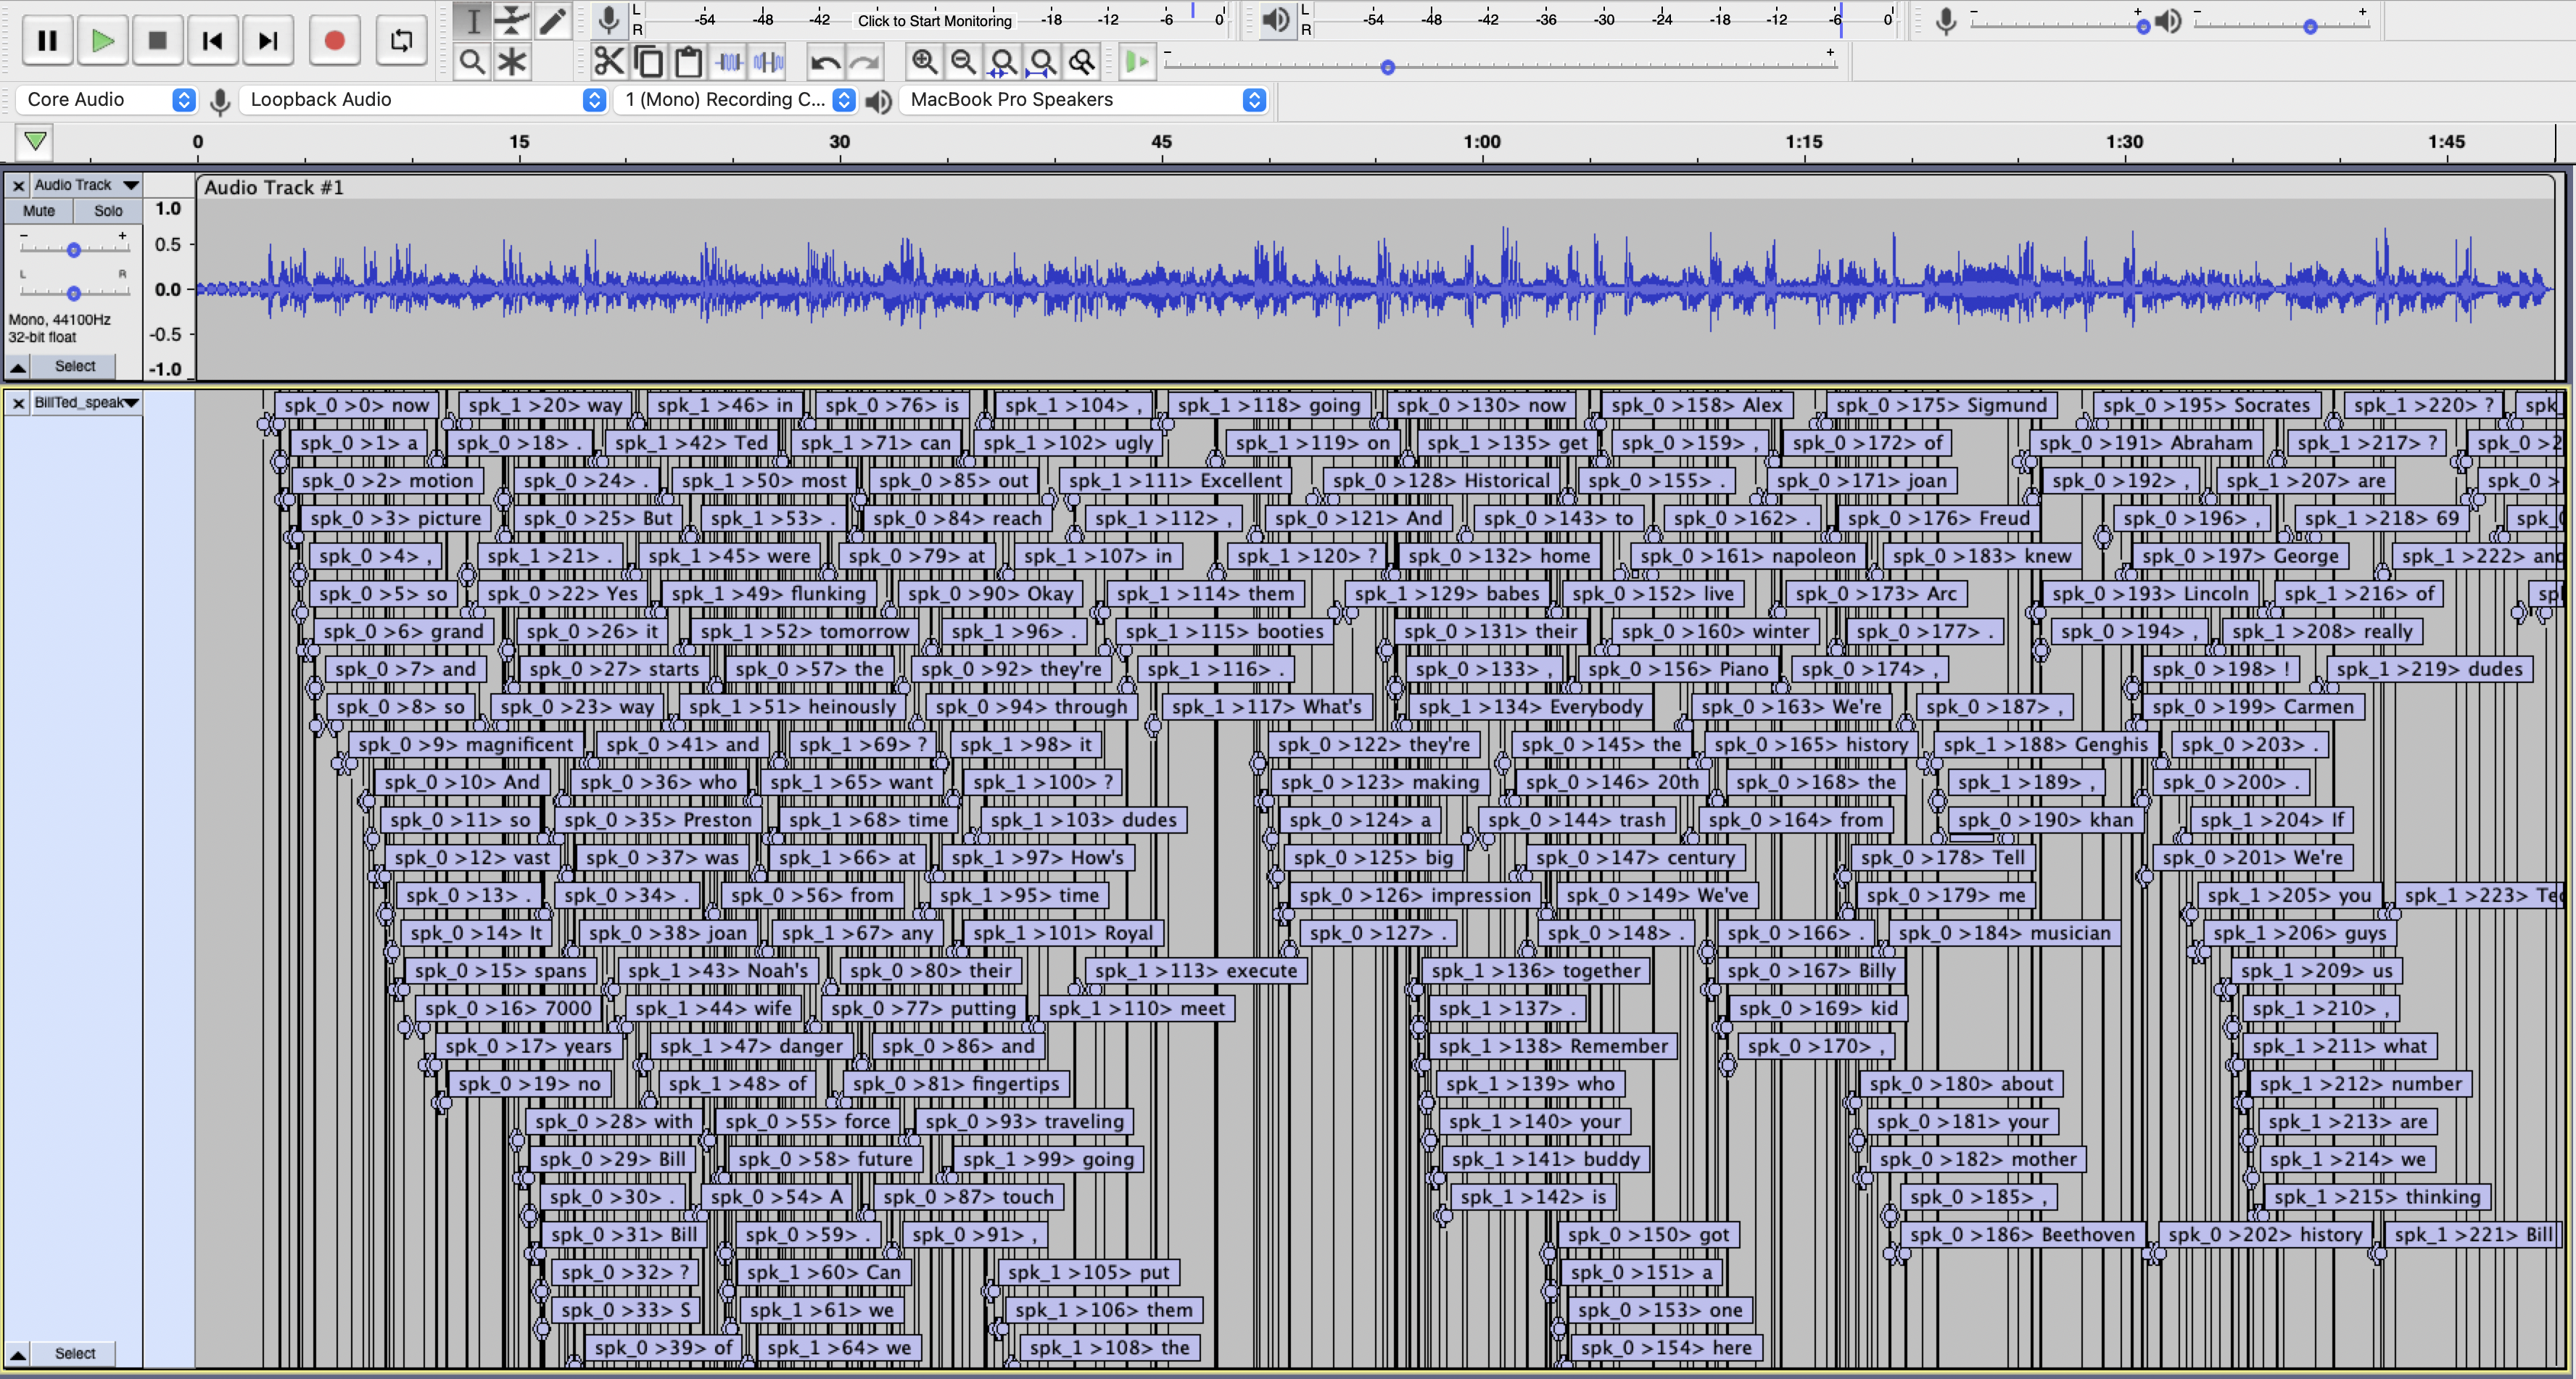 L
R
-54 -48 -42 Click to Start Monitoring -18 -12 -6 0
L
R
-54 -48 -42 -36 -30 -24 -18 -12 -6 0
- +
- +
- +
Core Audio Loopback Audio 1 (Mono) Recording C... MacBook Pro Speakers
0 15 30 45 1:00 1:15 1:30 1:45
Audio Track Audio Track #1
Mute Solo
- +
L R
Mono, 44100Hz
32-bit float
Select
1.0
0.5
0.0
-0.5
-1.0
BillTed_speak
spk_0 >0> now spk_1 >20> way spk_1 >46> in spk_0 >76> is spk_1 >104> , spk_1 >118> going spk_0 >130> now spk_0 >158> Alex spk_0 >175> Sigmund spk_0 >195> Socrates spk_1 >220> ? spk_
spk_0 >1> a spk_0 >18> . spk_1 >42> Ted spk_1 >71> can spk_1 >102> ugly spk_1 >119> on spk_1 >135> get spk_0 >159> , spk_0 >172> of spk_0 >191> Abraham spk_1 >217> ? spk_0 >2
spk_0 >2> motion spk_0 >24> . spk_1 >50> most spk_0 >85> out spk_1 >111> Excellent spk_0 >128> Historical spk_0 >155> . spk_0 >171> joan spk_0 >192> , spk_1 >207> are spk_0 >
spk_0 >3> picture spk_0 >25> But spk_1 >53> . spk_0 >84> reach spk_1 >112> , spk_0 >121> And spk_0 >143> to spk_0 >162> . spk_0 >176> Freud spk_0 >196> , spk_1 >218> 69 spk_
spk_0 >4> , spk_1 >21> . spk_1 >45> were spk_0 >79> at spk_1 >107> in spk_1 >120> ? spk_0 >132> home spk_0 >161> napoleon spk_0 >183> knew spk_0 >197> George spk_1 >222> and
spk_0 >5> so spk_0 >22> Yes spk_1 >49> flunking spk_0 >90> Okay spk_1 >114> them spk_1 >129> babes spk_0 >152> live spk_0 >173> Arc spk_0 >193> Lincoln spk_1 >216> of
spk_0 >6> grand spk_0 >26> it spk_1 >52> tomorrow spk_1 >96> . spk_1 >115> booties spk_0 >131> their spk_0 >160> winter spk_0 >177> . spk_0 >194> , spk_1 >208> really
spk_0 >7> and spk_0 >27> starts spk_0 >57> the spk_0 >92> they're spk_1 >116> . spk_0 >133> , spk_0 >156> Piano spk_0 >174> , spk_0 >198> ! spk_1 >219> dudes
spk_0 >8> so spk_0 >23> way spk_1 >51> heinously spk_0 >94> through spk_1 >117> What's spk_1 >134> Everybody spk_0 >163> We're spk_0 >187> , spk_0 >199> Carmen
spk_0 >9> magnificent spk_0 >41> and spk_1 >69> ? spk_1 >98> it spk_0 >122> they're spk_0 >145> the spk_0 >165> history spk_1 >188> Genghis spk_0 >203> .
spk_0 >10> And spk_0 >36> who spk_1 >65> want spk_1 >100> ? spk_0 >123> making spk_0 >146> 20th spk_0 >168> the spk_1 >189> , spk_0 >200> .
spk_0 >11> so spk_0 >35> Preston spk_1 >68> time spk_1 >103> dudes spk_0 >124> a spk_0 >144> trash spk_0 >164> from spk_0 >190> khan spk_1 >204> If
spk_0 >12> vast spk_0 >37> was spk_1 >66> at spk_1 >97> How's spk_0 >125> big spk_0 >147> century spk_0 >178> Tell spk_0 >201> We're
spk_0 >13> . spk_0 >34> . spk_0 >56> from spk_1 >95> time spk_0 >126> impression spk_0 >149> We've spk_0 >179> me spk_1 >205> you spk_1 >223> Ted
spk_0 >14> It spk_0 >38> joan spk_1 >67> any spk_1 >101> Royal spk_0 >127> . spk_0 >148> . spk_0 >166> . spk_0 >184> musician spk_1 >206> guys
spk_0 >15> spans spk_1 >43> Noah's spk_0 >80> their spk_1 >113> execute spk_1 >136> together spk_0 >167> Billy spk_1 >209> us
spk_0 >16> 7000 spk_1 >44> wife spk_0 >77> putting spk_1 >110> meet spk_1 >137> . spk_0 >169> kid spk_1 >210> ,
spk_0 >17> years spk_1 >47> danger spk_0 >86> and spk_1 >138> Remember spk_0 >170> , spk_1 >211> what
spk_0 >19> no spk_1 >48> of spk_0 >81> fingertips spk_1 >139> who spk_0 >180> about spk_1 >212> number
spk_0 >28> with spk_0 >55> force spk_0 >93> traveling spk_1 >140> your spk_0 >181> your spk_1 >213> are
spk_0 >29> Bill spk_0 >58> future spk_1 >99> going spk_1 >141> buddy spk_0 >182> mother spk_1 >214> we
spk_0 >30> . spk_0 >54> A spk_0 >87> touch spk_1 >142> is spk_0 >185> , spk_1 >215> thinking
spk_0 >31> Bill spk_0 >59> . spk_0 >91> , spk_0 >150> got spk_0 >186> Beethoven spk_0 >202> history spk_1 >221> Bill
spk_0 >32> ? spk_1 >60> Can spk_1 >105> put spk_0 >151> a
spk_0 >33> S spk_1 >61> we spk_1 >106> them spk_0 >153> one
spk_0 >39> of spk_1 >64> we spk_1 >108> the spk_0 >154> here
Select